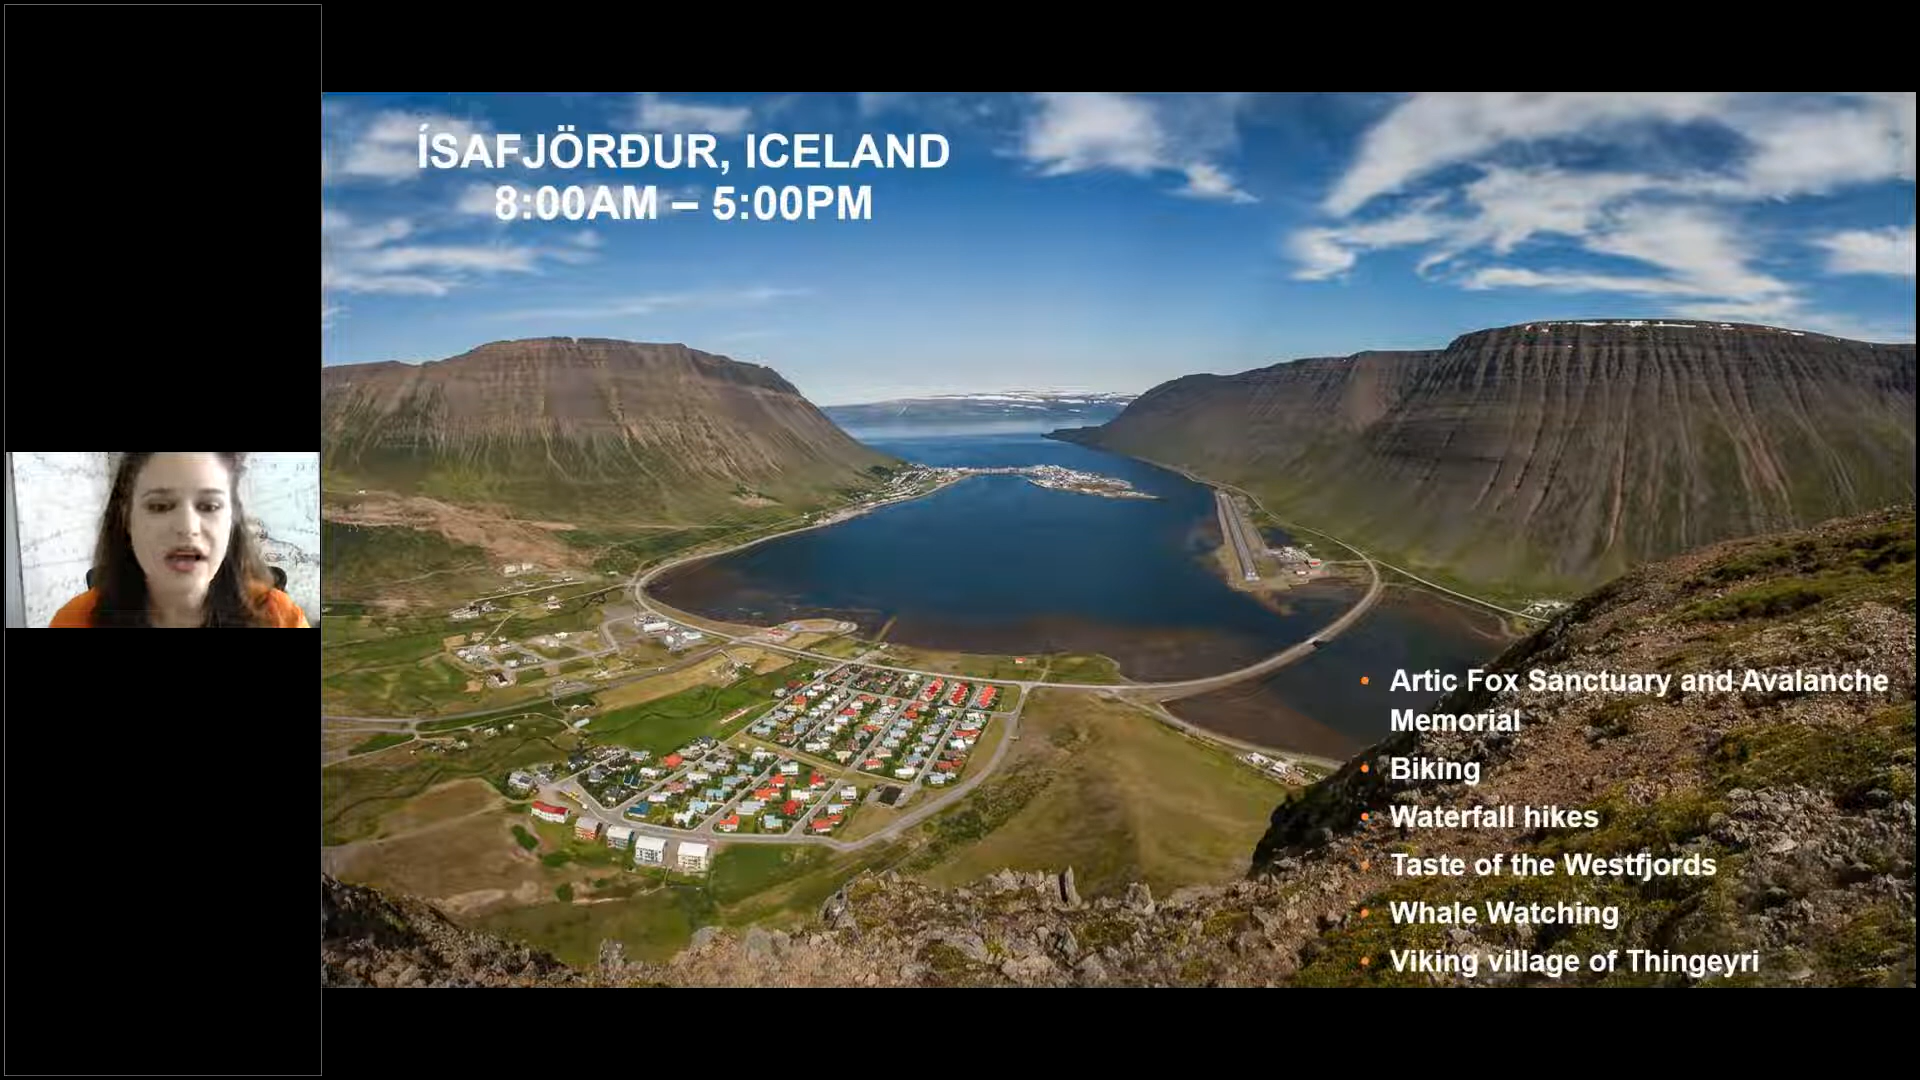 ÍSAFJÖRÐUR, ICELAND
8:00AM – 5:00PM
• Artic Fox Sanctuary and Avalanche
Memorial
• Biking
• Waterfall hikes
• Taste of the Westfjords
• Whale Watching
• Viking village of Thingeyri